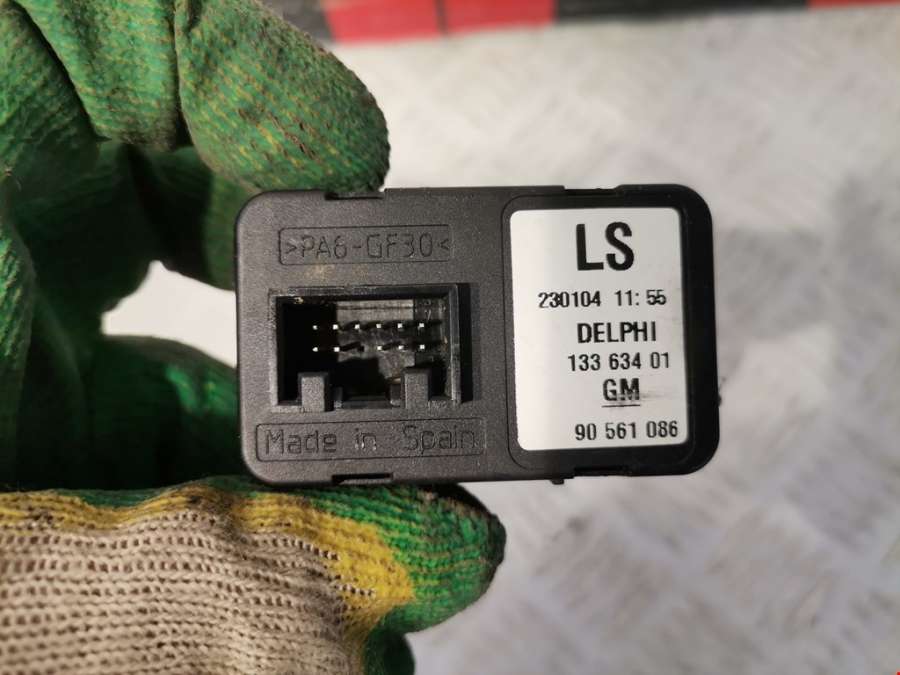 >PA6-GF30<
Made in Spain
LS
230104 11:55
DELPHI
133 634 01
GM
90 561 086